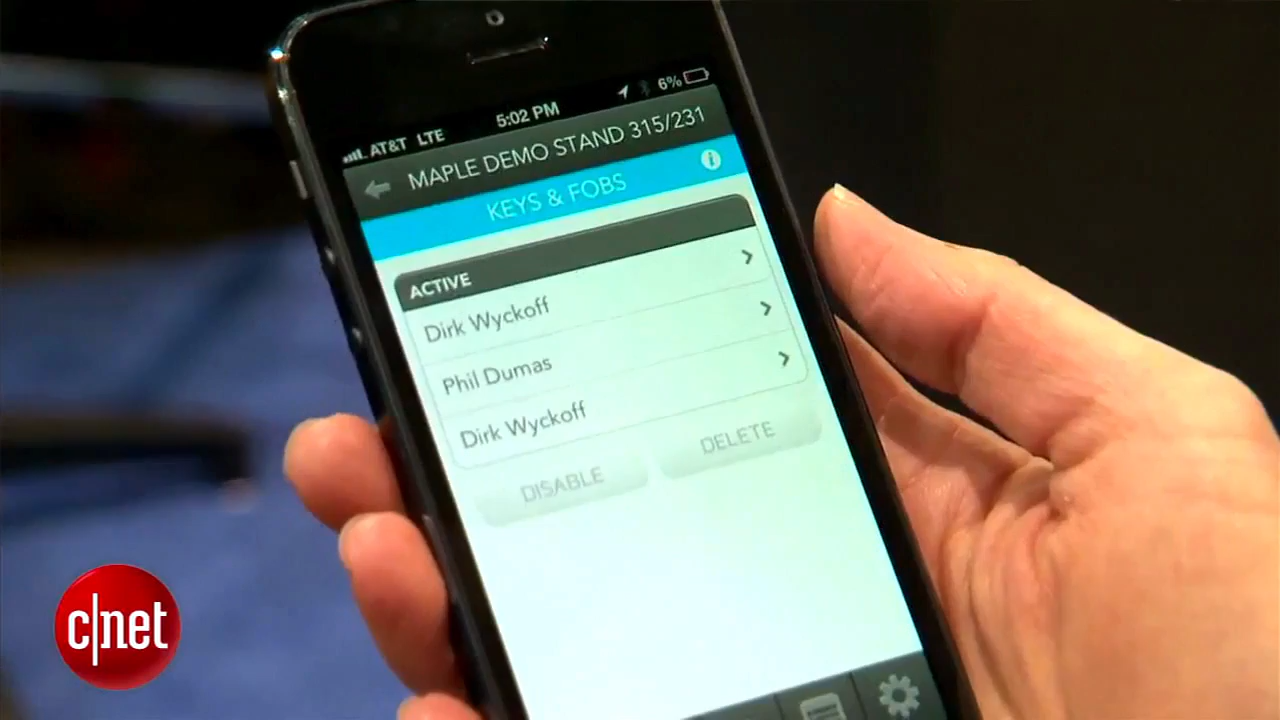 AT&T LTE 5:02 PM 6%
MAPLE DEMO STAND 315/231
KEYS & FOBS
ACTIVE
Dirk Wyckoff
Phil Dumas
Dirk Wyckoff
DISABLE DELETE
c|net